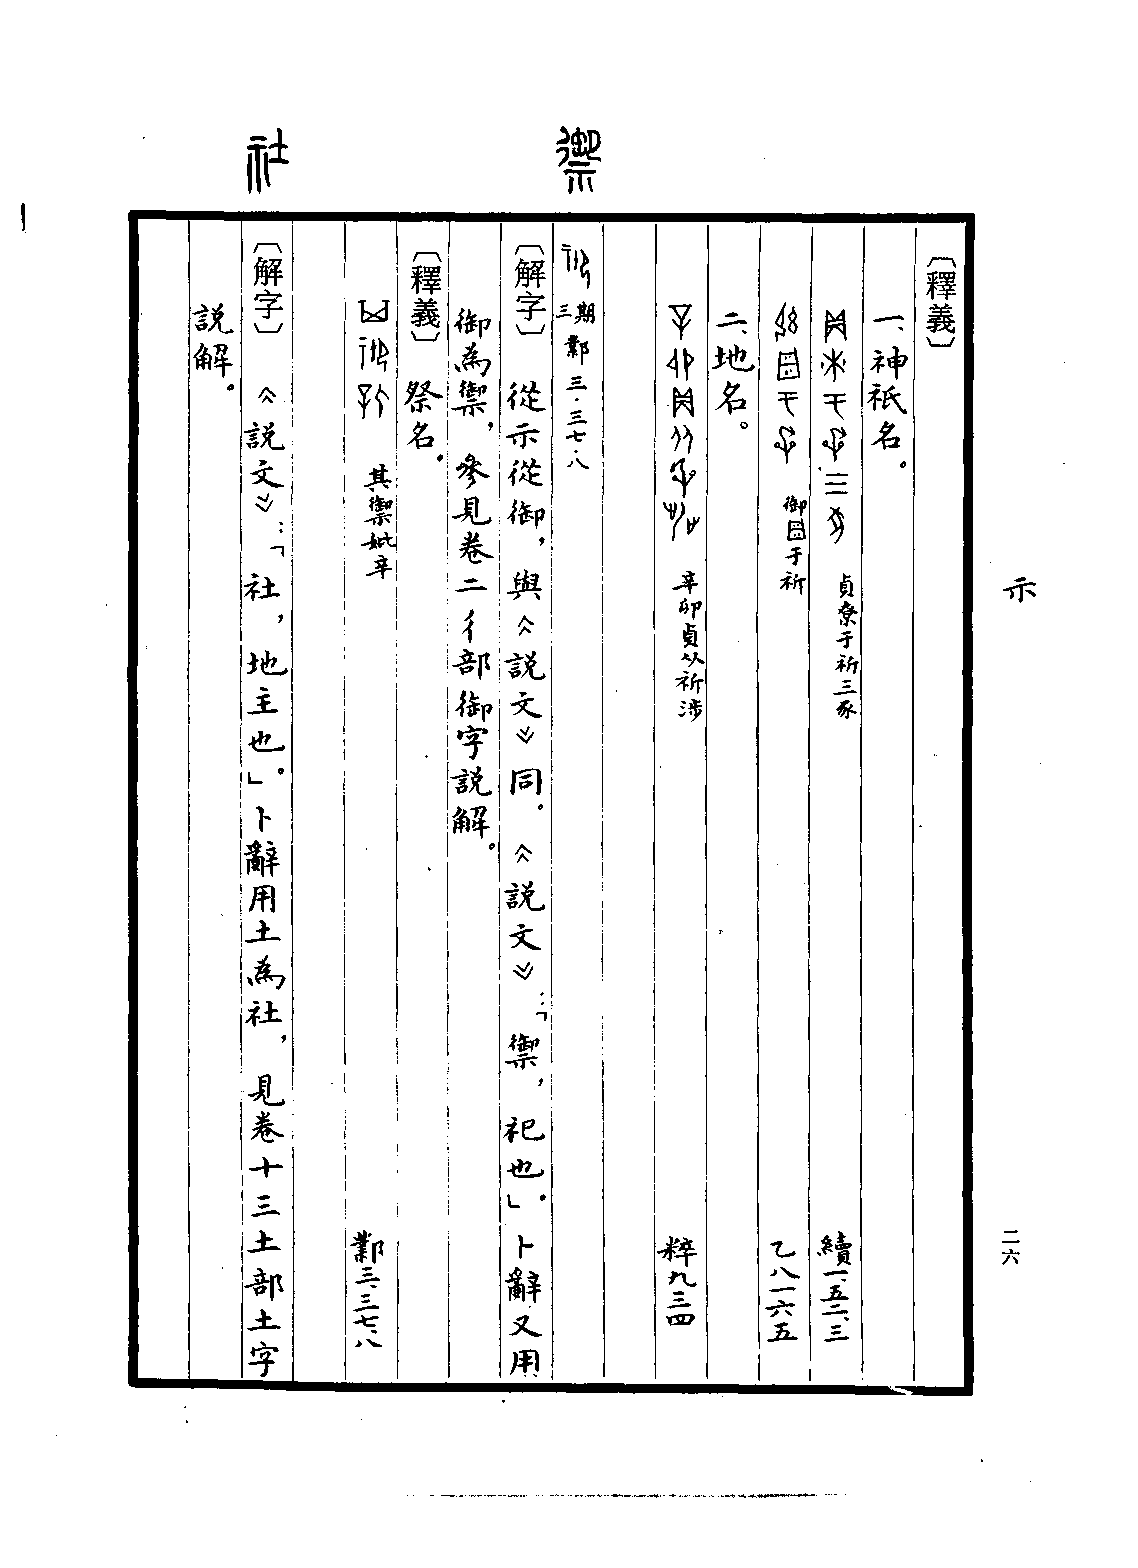 示
二六
禦
社
〔釋義〕
一、神祇名。
貞尞于祈三豕 續一、五二、三
御𠱠于祈 乙八一六五
二、地名。
辛卯貞从祈涉 粹九三四
三期 鄴三·三七·八
〔解字〕 從示從御，與《說文》同。《說文》：「禦，祀也。」卜辭又用
御為禦，參見卷二彳部御字說解。
〔釋義〕 祭名。
其禦妣辛 鄴三、三七、八
〔解字〕 《說文》：「社，地主也。」卜辭用土為社，見卷十三土部土字
說解。